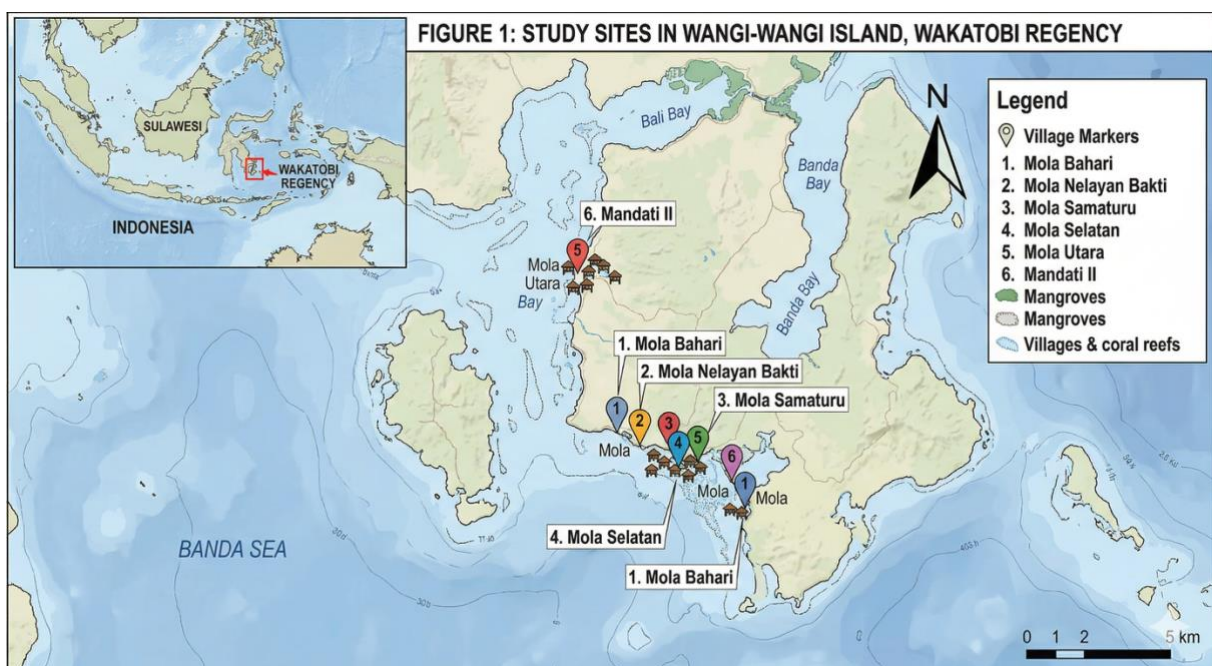 FIGURE 1: STUDY SITES IN WANGI-WANGI ISLAND, WAKATOBI REGENCY
SULAWESI
WAKATOBI
REGENCY
INDONESIA
Bali Bay
Banda
Bay
Banda Bay
N
Legend
Village Markers
1. Mola Bahari
2 Mola Nelayan Bakti
3 Mola Samaturu
4 Mola Selatan
5 Mola Utara
6 Mandati II
Mangroves
Mangroves
Villages & coral reefs
6. Mandati II
5
Mola
Utara
Bay
1. Mola Bahari
2. Mola Nelayan Bakti
3. Mola Samaturu
1
2
3
4
5
6
1
Mola
Mola
Mola
4. Mola Selatan
1. Mola Bahari
BANDA SEA
0 1 2 5 km